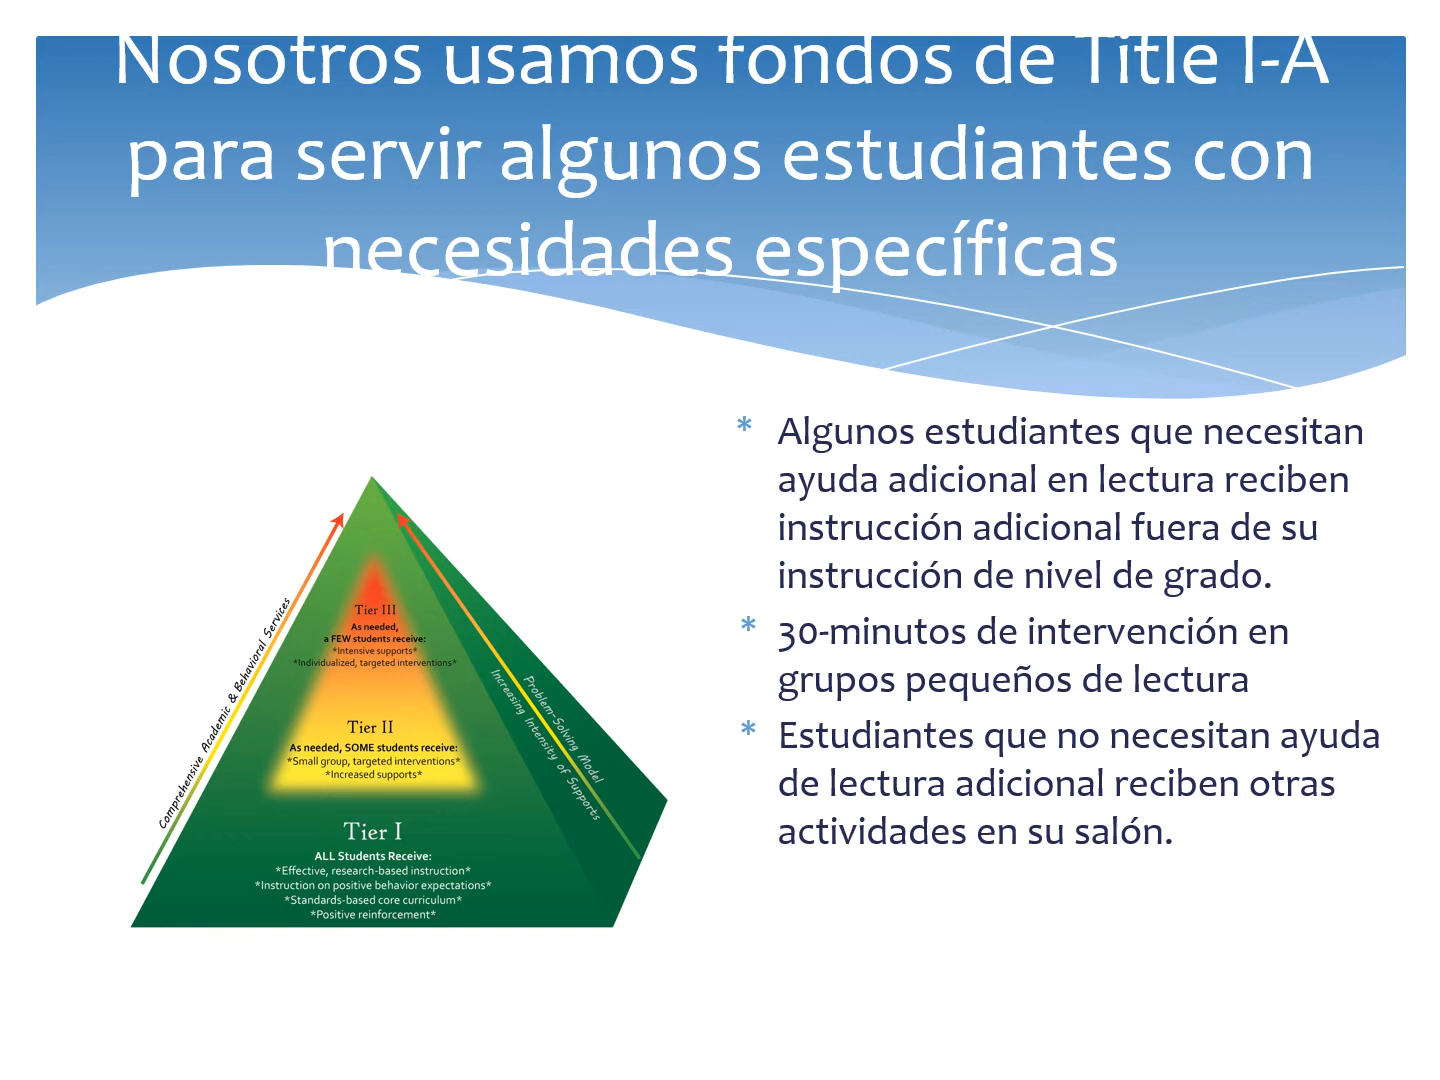 Nosotros usamos fondos de Title I-A
para servir algunos estudiantes con
necesidades específicas
* Algunos estudiantes que necesitan
ayuda adicional en lectura reciben
instrucción adicional fuera de su
instrucción de nivel de grado.
* 30-minutos de intervención en
grupos pequeños de lectura
* Estudiantes que no necesitan ayuda
de lectura adicional reciben otras
actividades en su salón.
Comprehensive Academic & Behavioral Services
Tier III
As needed,
a FEW students receive:
*Intensive supports*
*Individualized, targeted interventions*
Tier II
As needed, SOME students receive:
*Small group, targeted interventions*
*Increased supports*
Tier I
ALL Students Receive:
*Effective, research-based instruction*
*Instruction on positive behavior expectations*
*Standards-based core curriculum*
*Positive reinforcement*
Problem-Solving Model
Increasing Intensity of Supports